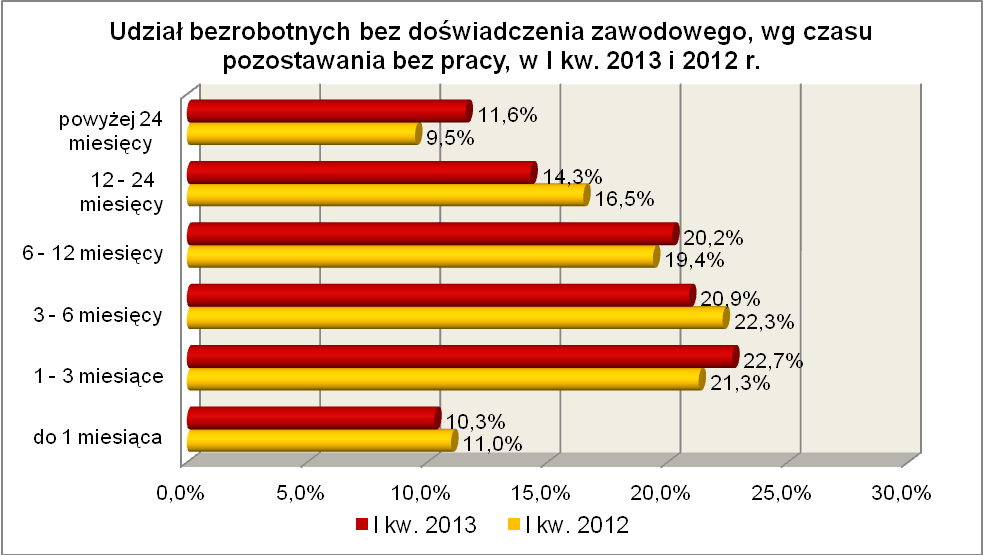 Udział bezrobotnych bez doświadczenia zawodowego, wg czasu
pozostawania bez pracy, w I kw. 2013 i 2012 r.
powyżej 24
miesięcy
11,6%
9,5%
12 - 24
miesięcy
14,3%
16,5%
6 - 12 miesięcy
20,2%
19,4%
3 - 6 miesięcy
20,9%
22,3%
1 - 3 miesiące
22,7%
21,3%
do 1 miesiąca
10,3%
11,0%
0,0% 5,0% 10,0% 15,0% 20,0% 25,0% 30,0%
I kw. 2013 I kw. 2012